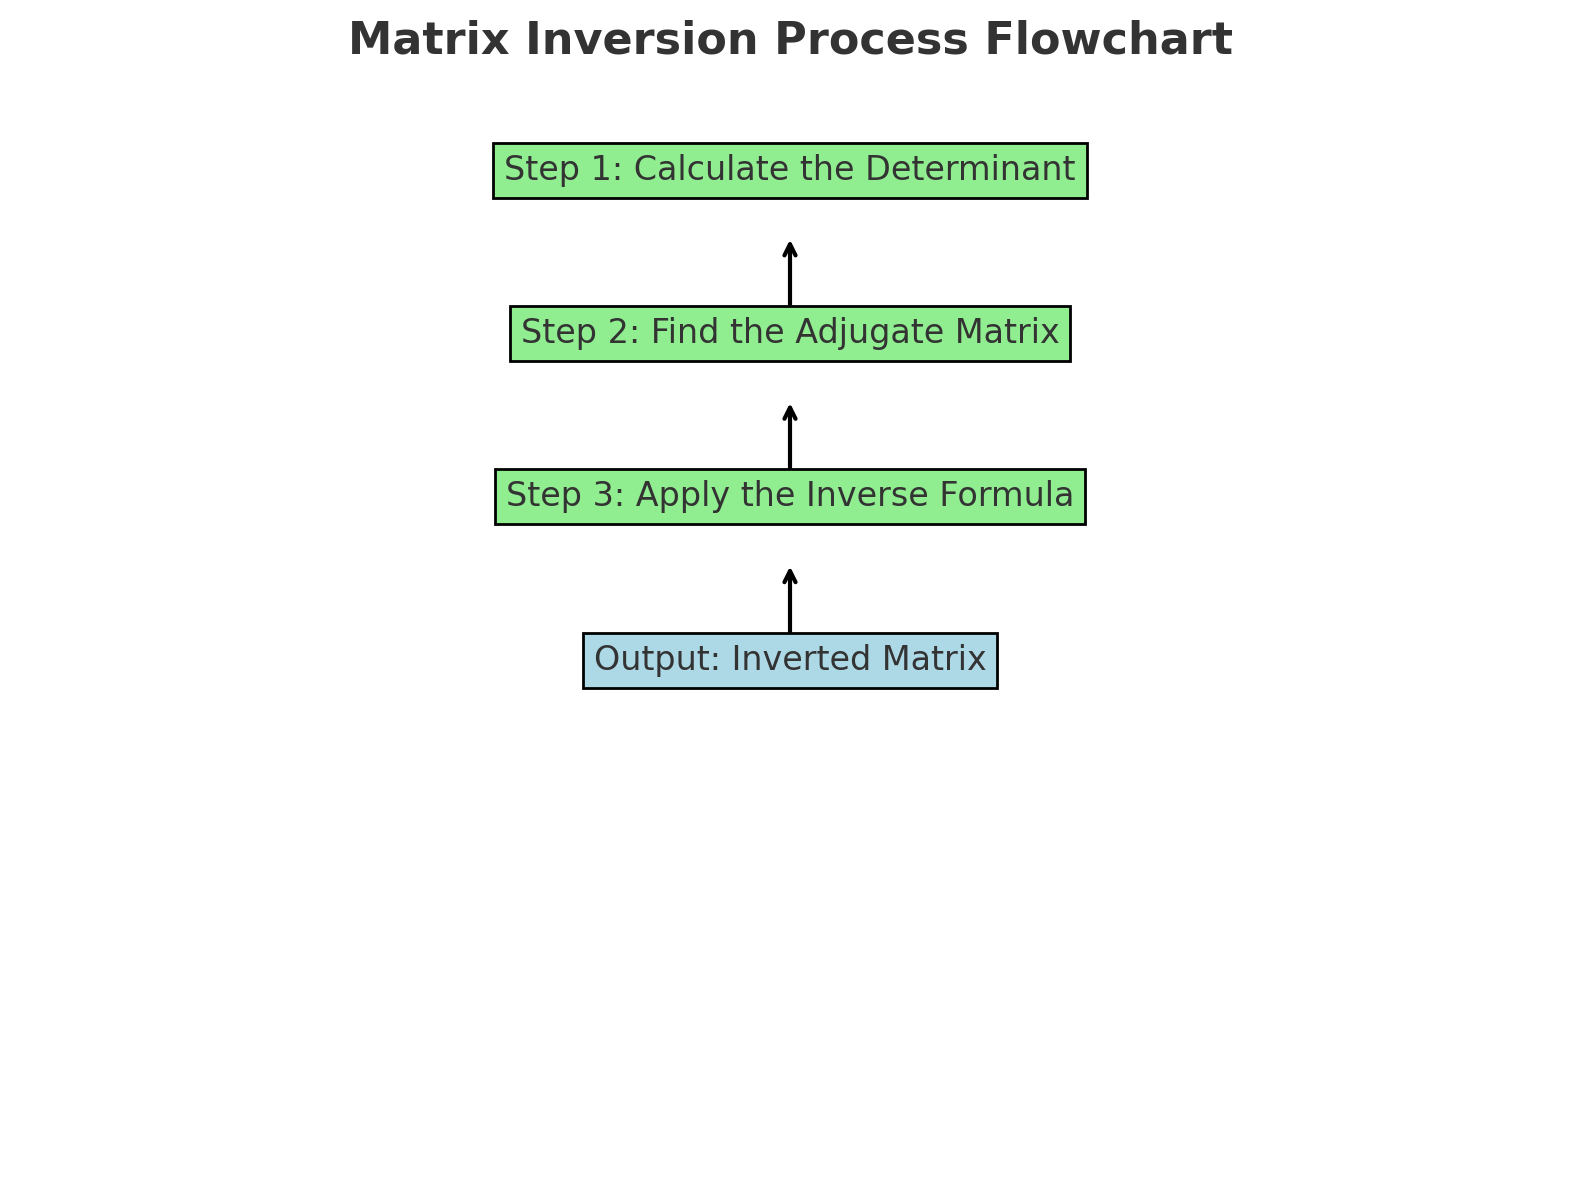 Matrix Inversion Process Flowchart
Step 1: Calculate the Determinant
Step 2: Find the Adjugate Matrix
Step 3: Apply the Inverse Formula
Output: Inverted Matrix